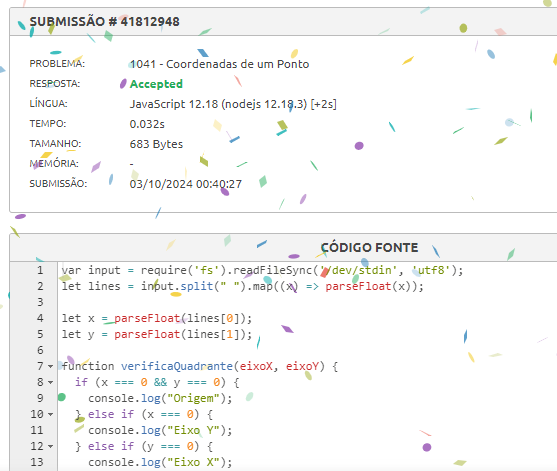 SUBMISSÃO # 41812948
PROBLEMA: 1041 - Coordenadas de um Ponto
RESPOSTA: Accepted
LÍNGUA: JavaScript 12.18 (nodejs 12.18.3) [+2s]
TEMPO: 0.032s
TAMANHO: 683 Bytes
MEMÓRIA: -
SUBMISSÃO: 03/10/2024 00:40:27
CÓDIGO FONTE
1 var input = require('fs').readFileSync('/dev/stdin', 'utf8');
2 let lines = input.split(" ").map((x) => parseFloat(x));
3
4 let x = parseFloat(lines[0]);
5 let y = parseFloat(lines[1]);
6
7 function verificaQuadrante(eixoX, eixoY) {
8 if (x === 0 && y === 0) {
9 console.log("Origem");
10 } else if (x === 0) {
11 console.log("Eixo Y");
12 } else if (y === 0) {
13 console.log("Eixo X");